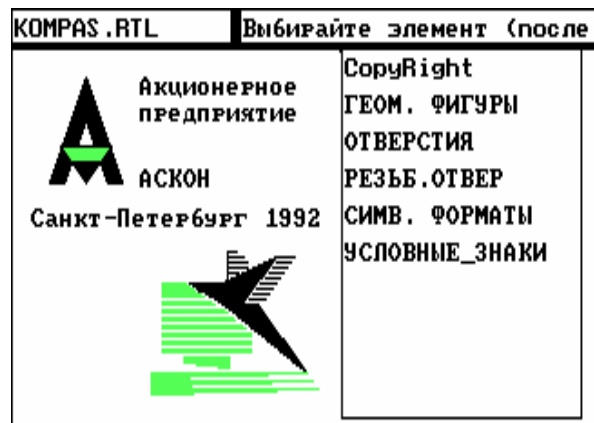 KOMPAS.RTL
Выбирайте элемент (после
Акционерное
предприятие
АСКОН
Санкт-Петербург 1992
CopyRight
ГЕОМ. ФИГУРЫ
ОТВЕРСТИЯ
РЕЗЬБ.ОТВЕР
СИМВ. ФОРМАТЫ
УСЛОВНЫЕ_ЗНАКИ